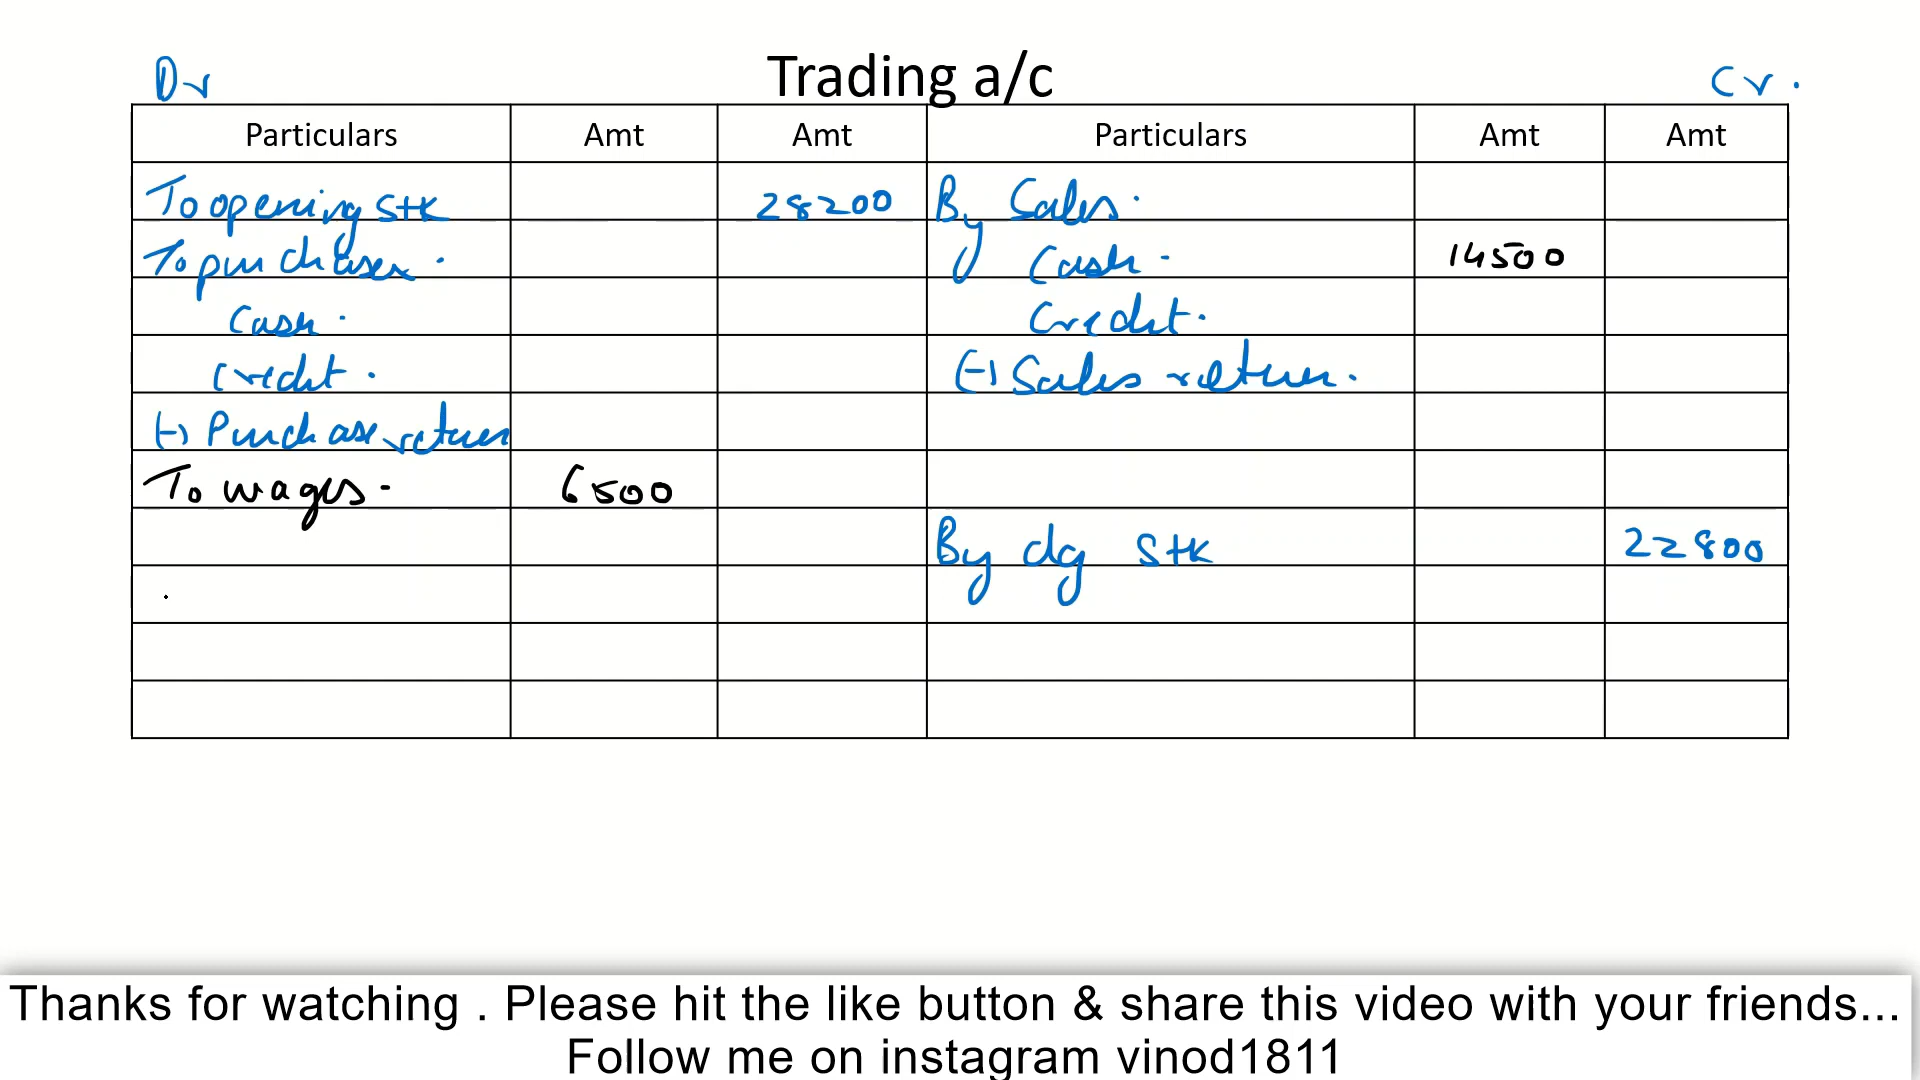 Dr Trading a/c Cr.
Particulars Amt Amt Particulars Amt Amt
To opening stk 28200 By Sales.
To purchases. Cash. 14500
Cash. Credit.
Credit. (-) Sales return.
(-) Purchase return
To wages. 6500
By clg stk 22800
Thanks for watching . Please hit the like button & share this video with your friends...
Follow me on instagram vinod1811